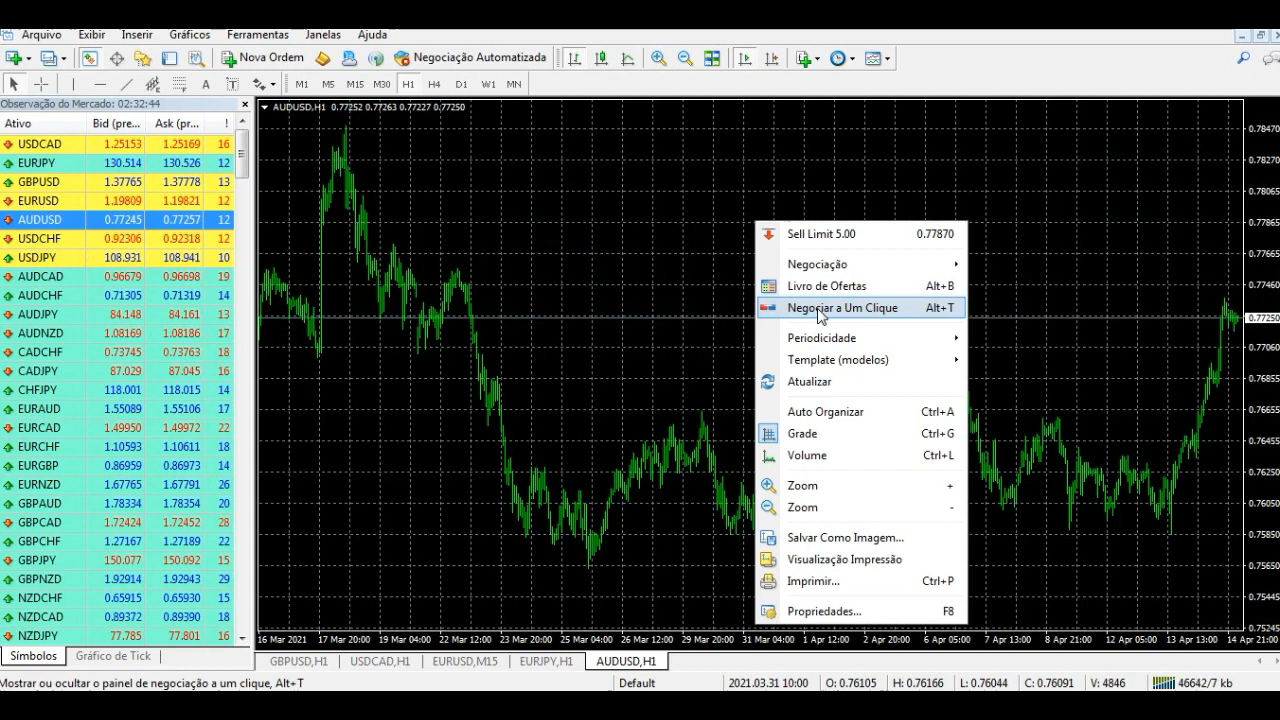 Arquivo Exibir Inserir Gráficos Ferramentas Janelas Ajuda
Nova Ordem Negociação Automatizada
A T M1 M5 M15 M30 H1 H4 D1 W1 MN
Observação do Mercado: 02:32:44
Ativo Bid (pre... Ask (pr... !
USDCAD 1.25153 1.25169 16
EURJPY 130.514 130.526 12
GBPUSD 1.37765 1.37778 13
EURUSD 1.19809 1.19821 12
AUDUSD 0.77245 0.77257 12
USDCHF 0.92306 0.92318 12
USDJPY 108.931 108.941 10
AUDCAD 0.96679 0.96698 19
AUDCHF 0.71305 0.71319 14
AUDJPY 84.148 84.161 13
AUDNZD 1.08169 1.08186 17
CADCHF 0.73745 0.73763 18
CADJPY 87.029 87.045 16
CHFJPY 118.001 118.015 14
EURAUD 1.55089 1.55106 17
EURCAD 1.49950 1.49972 22
EURCHF 1.10593 1.10611 18
EURGBP 0.86959 0.86973 14
EURNZD 1.67765 1.67791 26
GBPAUD 1.78334 1.78354 20
GBPCAD 1.72424 1.72452 28
GBPCHF 1.27167 1.27189 22
GBPJPY 150.077 150.092 15
GBPNZD 1.92914 1.92943 29
NZDCHF 0.65915 0.65930 15
NZDCAD 0.89372 0.89390 18
NZDJPY 77.785 77.801 16
Símbolos Gráfico de Tick
AUDUSD,H1 0.77252 0.77263 0.77227 0.77250
0.78470
0.78270
0.78065
0.77865
0.77665
0.77460
0.77250
0.77060
0.76855
0.76655
0.76455
0.76250
0.76050
0.75850
0.75650
0.75445
0.75245
Sell Limit 5.00 0.77870
Negociação
Livro de Ofertas Alt+B
Negociar a Um Clique Alt+T
Periodicidade
Template (modelos)
Atualizar
Auto Organizar Ctrl+A
Grade Ctrl+G
Volume Ctrl+L
Zoom +
Zoom -
Salvar Como Imagem...
Visualização Impressão
Imprimir... Ctrl+P
Propriedades... F8
16 Mar 2021 17 Mar 20:00 19 Mar 04:00 22 Mar 12:00 23 Mar 20:00 25 Mar 04:00 26 Mar 12:00 29 Mar 20:00 31 Mar 04:00 1 Apr 12:00 2 Apr 20:00 6 Apr 05:00 7 Apr 13:00 8 Apr 21:00 12 Apr 05:00 13 Apr 13:00 14 Apr 21:00
GBPUSD,H1 USDCAD,H1 EURUSD,M15 EURJPY,H1 AUDUSD,H1
Mostrar ou ocultar o painel de negociação a um clique, Alt+T Default 2021.03.31 10:00 O: 0.76105 H: 0.76166 L: 0.76044 C: 0.76091 V: 4846 46642/7 kb